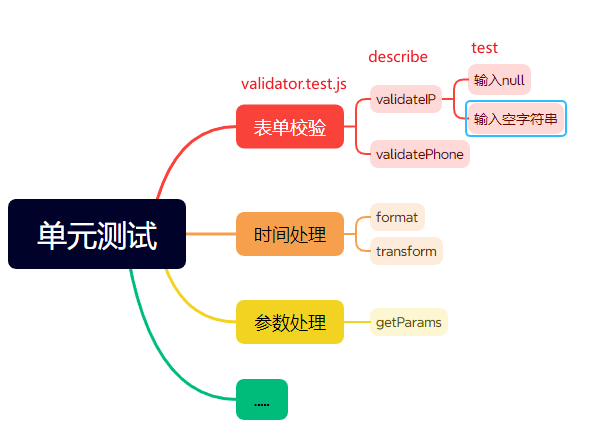 test
describe
validator.test.js
输入null
validateIP
输入空字符串
表单校验
validatePhone
单元测试
format
时间处理
transform
参数处理
getParams
.....